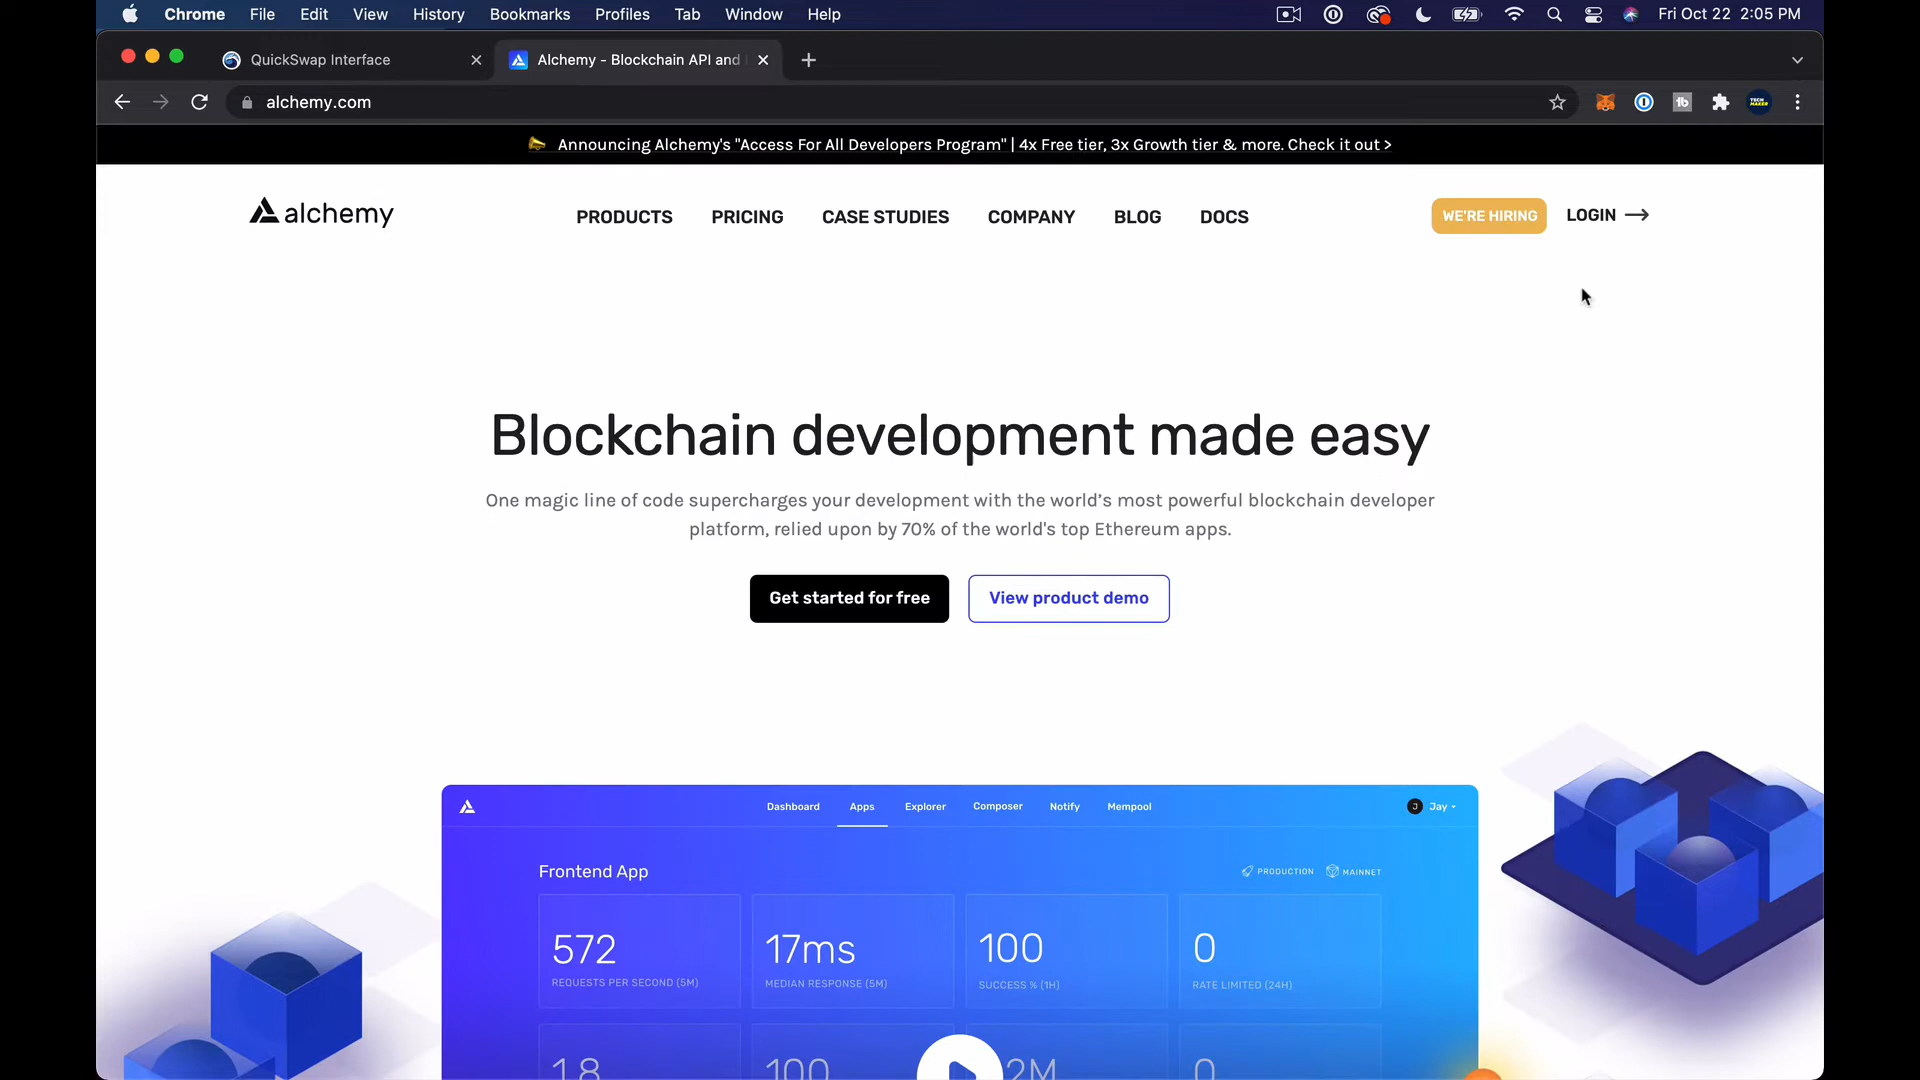 Chrome File Edit View History Bookmarks Profiles Tab Window Help Fri Oct 22 2:05 PM
QuickSwap Interface Alchemy - Blockchain API and
alchemy.com
Announcing Alchemy's "Access For All Developers Program" | 4x Free tier, 3x Growth tier & more. Check it out >
alchemy PRODUCTS PRICING CASE STUDIES COMPANY BLOG DOCS WE'RE HIRING LOGIN
Blockchain development made easy
One magic line of code supercharges your development with the world’s most powerful blockchain developer
platform, relied upon by 70% of the world's top Ethereum apps.
Get started for free View product demo
Dashboard Apps Explorer Composer Notify Mempool J Jay
Frontend App PRODUCTION MAINNET
572 17ms 100 0
REQUESTS PER SECOND (5M) MEDIAN RESPONSE (5M) SUCCESS % (1H) RATE LIMITED (24H)
1.8 100 2M 0